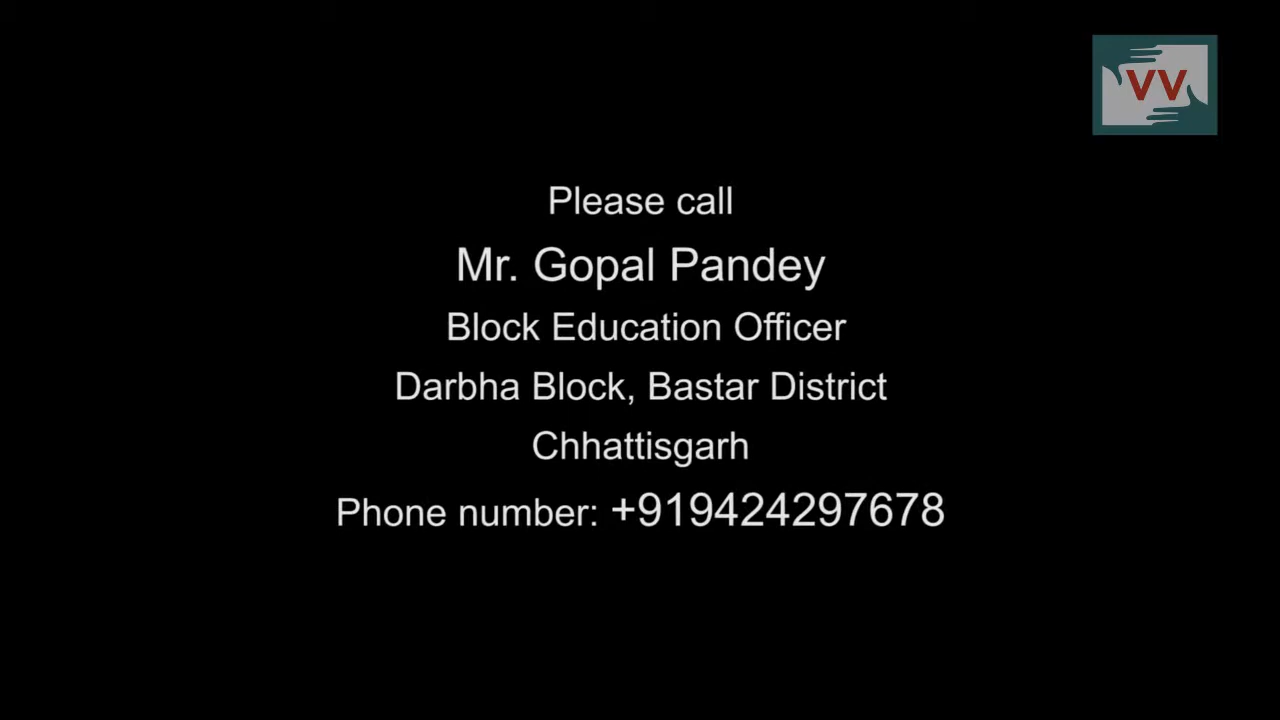 VV
Please call
Mr. Gopal Pandey
Block Education Officer
Darbha Block, Bastar District
Chhattisgarh
Phone number: +919424297678